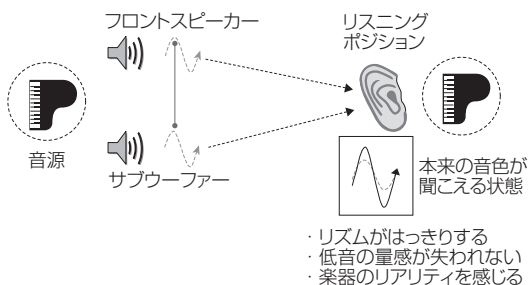 フロントスピーカー
リスニング
ポジション
音源
サブウーファー
本来の音色が
聞こえる状態
・リズムがはっきりする
・低音の量感が失われない
・楽器のリアリティを感じる